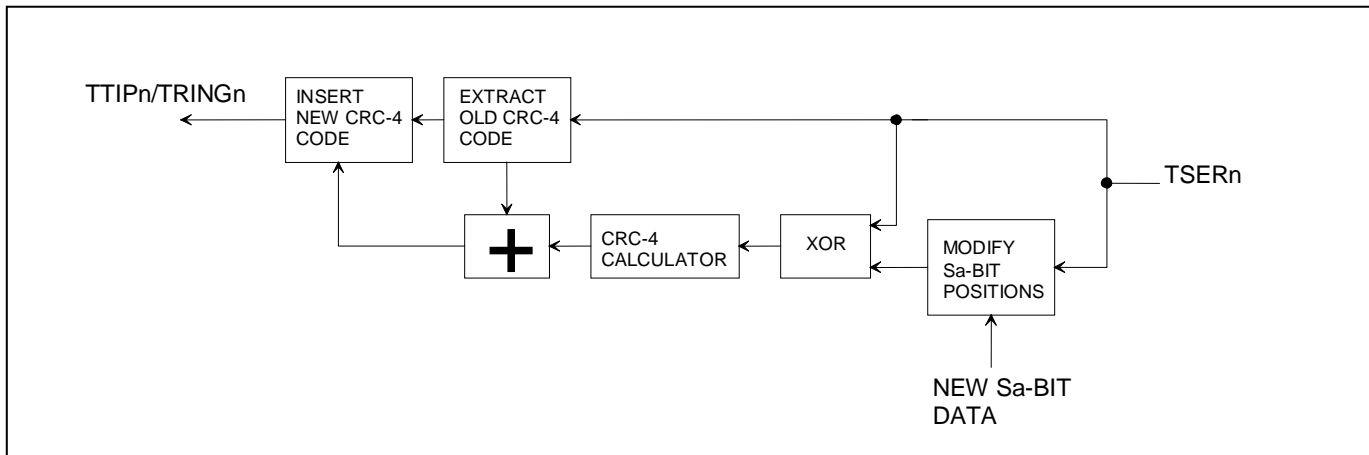 TTIPn/TRINGn
INSERT
NEW CRC-4
CODE
EXTRACT
OLD CRC-4
CODE
TSERn
+
CRC-4
CALCULATOR
XOR
MODIFY
Sa-BIT
POSITIONS
NEW Sa-BIT
DATA